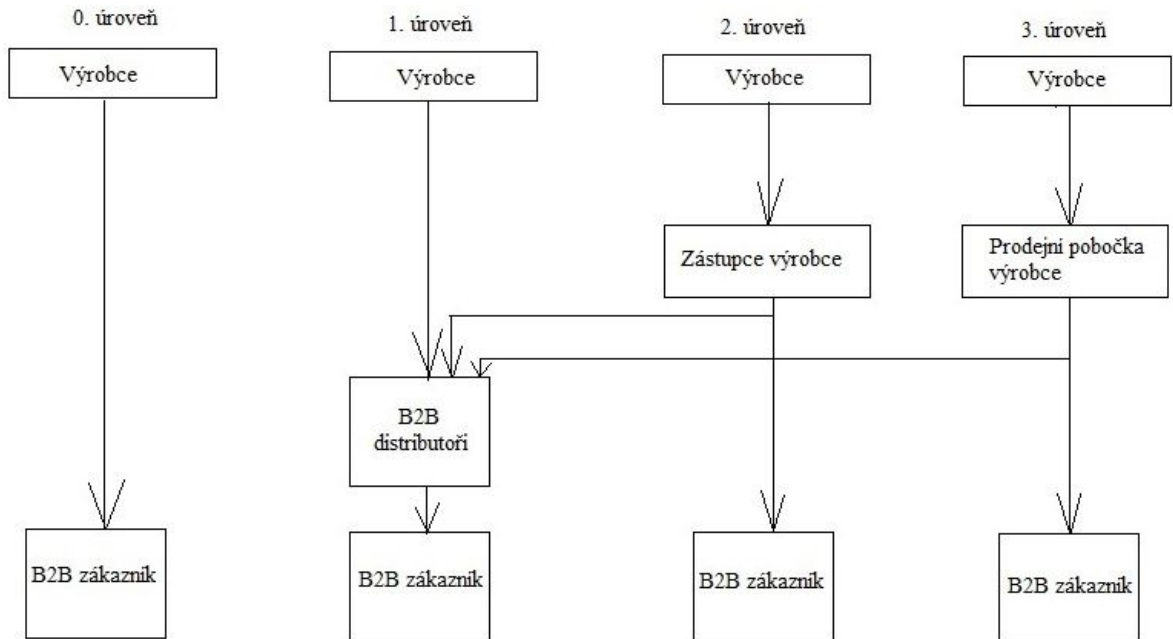 0. úroveň
1. úroveň
2. úroveň
3. úroveň
Výrobce
Výrobce
Výrobce
Výrobce
Zástupce výrobce
Prodejní pobočka
výrobce
B2B
distributoři
B2B zákazník
B2B zákazník
B2B zákazník
B2B zákazník